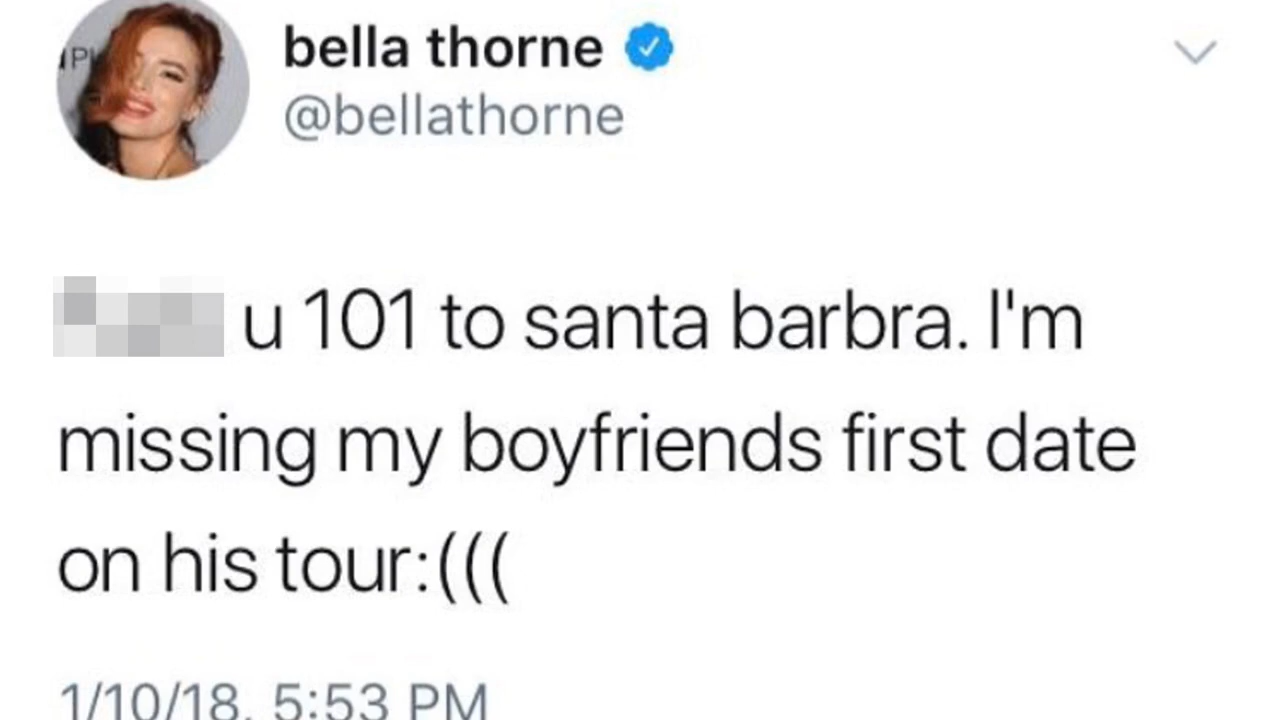 bella thorne
@bellathorne
u 101 to santa barbra. I'm
missing my boyfriends first date
on his tour:(((
1/10/18, 5:53 PM